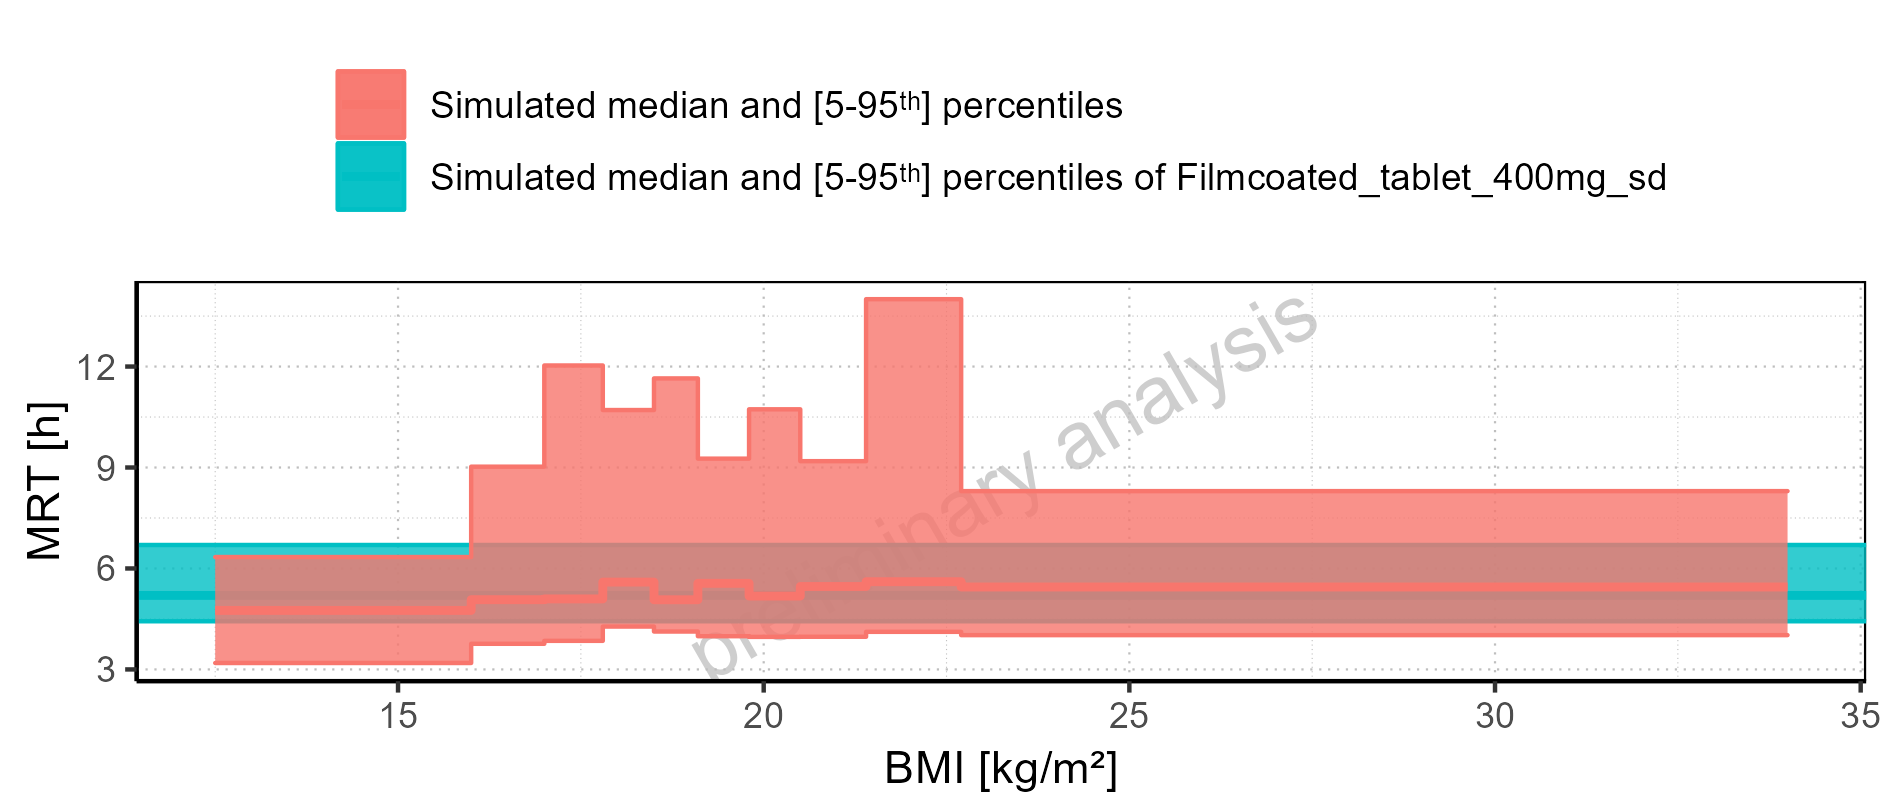 Simulated median and [5-95ᵗʰ] percentiles
Simulated median and [5-95ᵗʰ] percentiles of Filmcoated_tablet_400mg_sd
preliminary analysis
MRT [h]
12
9
6
3
15 20 25 30 35
BMI [kg/m²]